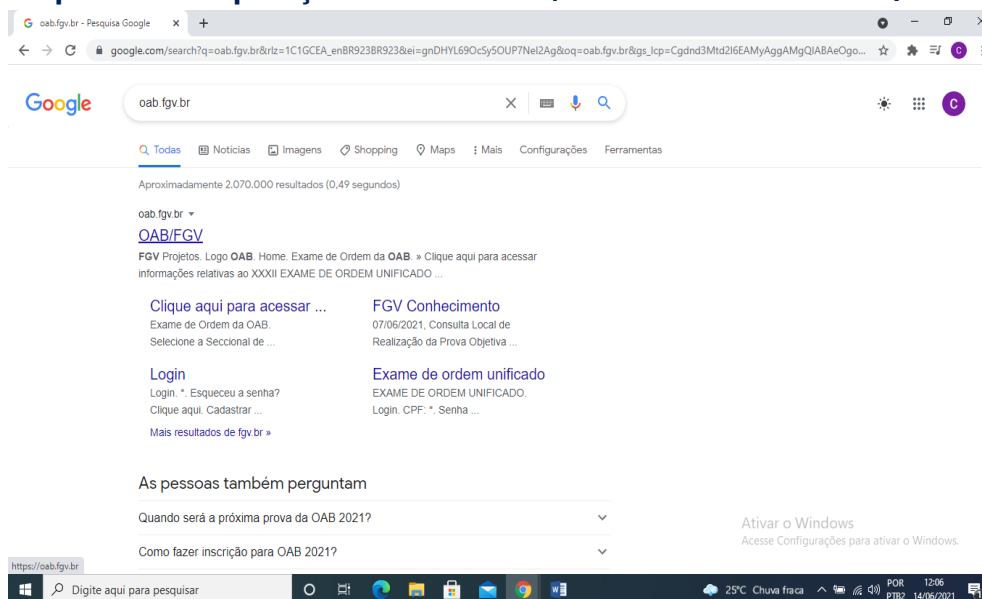 oab.fgv.br - Pesquisa Google
google.com/search?q=oab.fgv.br&rlz=1C1GCEA_enBR923BR923&ei=gnDHYL69OcSy5OUP7NeI2Ag&oq=oab.fgv.br&gs_lcp=Cgdnd3Mtd2l6EAMyAggAMgQIABAeOgo...
C
Google
oab.fgv.br
C
Todas Notícias Imagens Shopping Maps Mais Configurações Ferramentas
Aproximadamente 2.070.000 resultados (0,49 segundos)
oab.fgv.br
OAB/FGV
FGV Projetos. Logo OAB. Home. Exame de Ordem da OAB. » Clique aqui para acessar
informações relativas ao XXXII EXAME DE ORDEM UNIFICADO ...
Clique aqui para acessar ...
Exame de Ordem da OAB.
Selecione a Seccional de ...
FGV Conhecimento
07/06/2021, Consulta Local de
Realização da Prova Objetiva ...
Login
Login. *. Esqueceu a senha?
Clique aqui. Cadastrar ...
Exame de ordem unificado
EXAME DE ORDEM UNIFICADO.
Login. CPF: *. Senha ...
Mais resultados de fgv.br »
As pessoas também perguntam
Quando será a próxima prova da OAB 2021?
Como fazer inscrição para OAB 2021?
Ativar o Windows
Acesse Configurações para ativar o Windows.
https://oab.fgv.br
Digite aqui para pesquisar
25°C Chuva fraca
POR 12:06
PTB2 14/06/2021